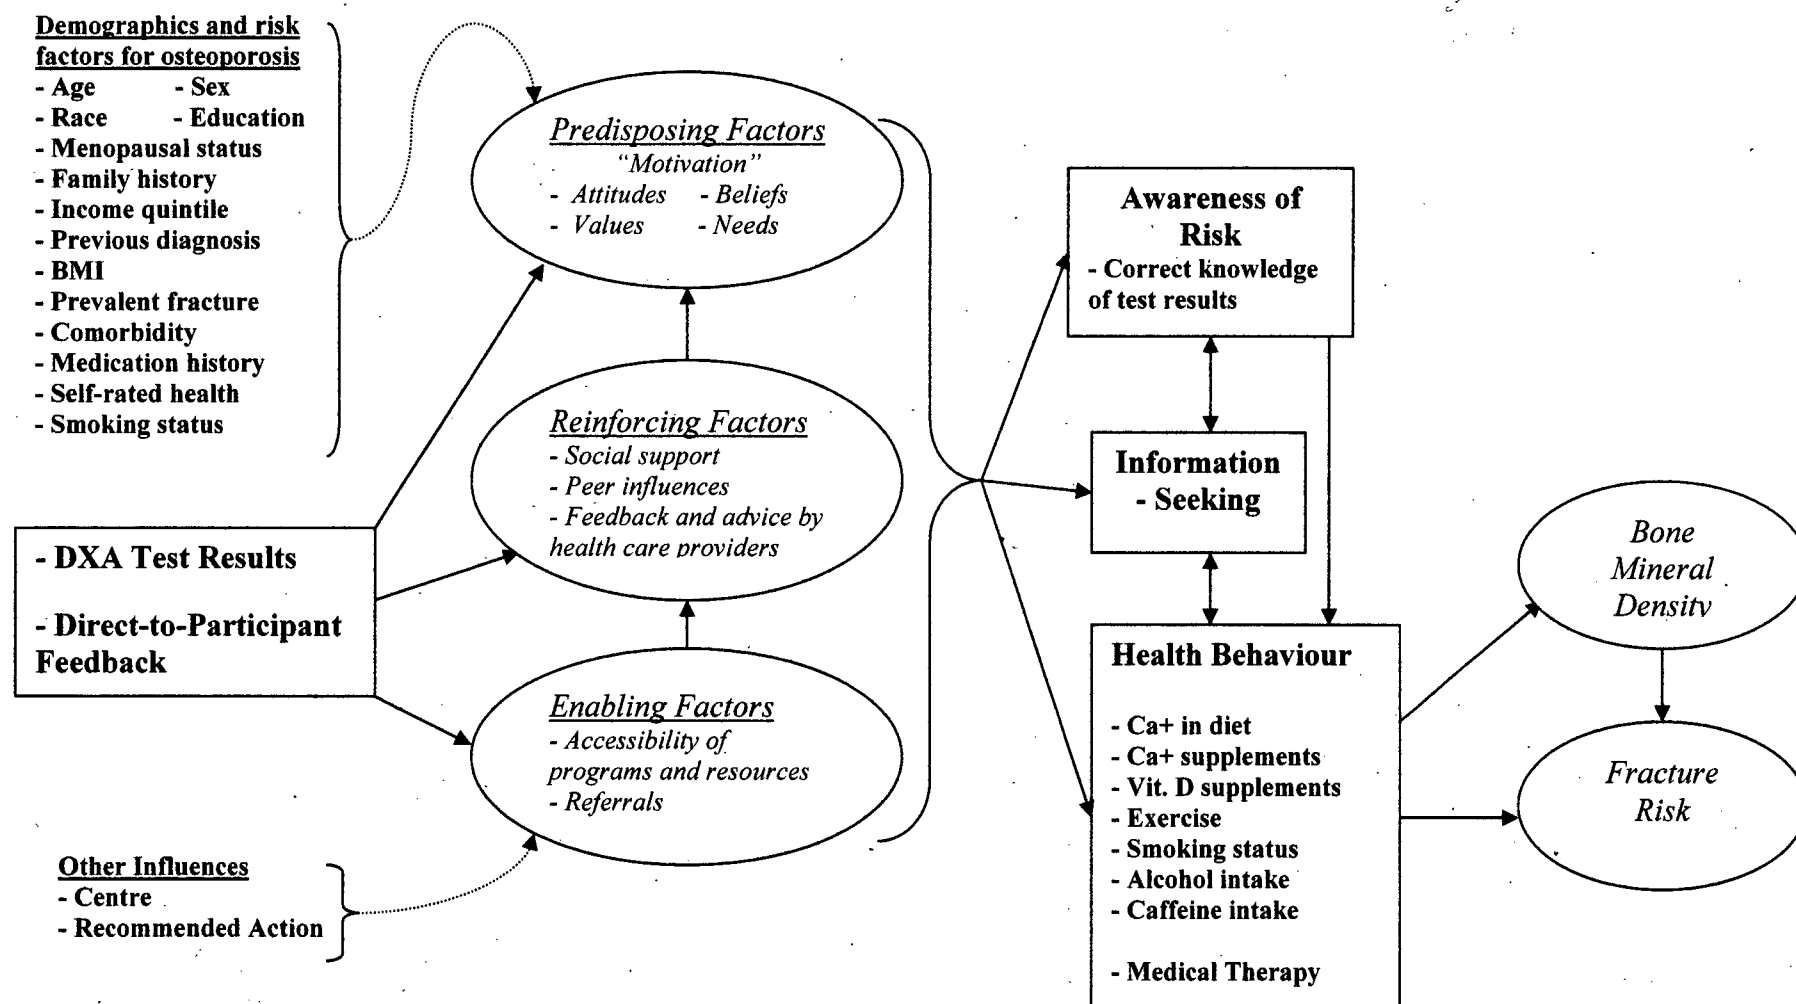 Demographics and risk
factors for osteoporosis
- Age - Sex
- Race - Education
- Menopausal status
- Family history
- Income quintile
- Previous diagnosis
- BMI
- Prevalent fracture
- Comorbidity
- Medication history
- Self-rated health
- Smoking status
- DXA Test Results
- Direct-to-Participant
Feedback
Other Influences
- Centre
- Recommended Action
Predisposing Factors
“Motivation”
- Attitudes - Beliefs
- Values - Needs
Reinforcing Factors
- Social support
- Peer influences
- Feedback and advice by
health care providers
Enabling Factors
- Accessibility of
programs and resources
- Referrals
Awareness of
Risk
- Correct knowledge
of test results
Information
- Seeking
Health Behaviour
- Ca+ in diet
- Ca+ supplements
- Vit. D supplements
- Exercise
- Smoking status
- Alcohol intake
- Caffeine intake
- Medical Therapy
Bone
Mineral
Density
Fracture
Risk